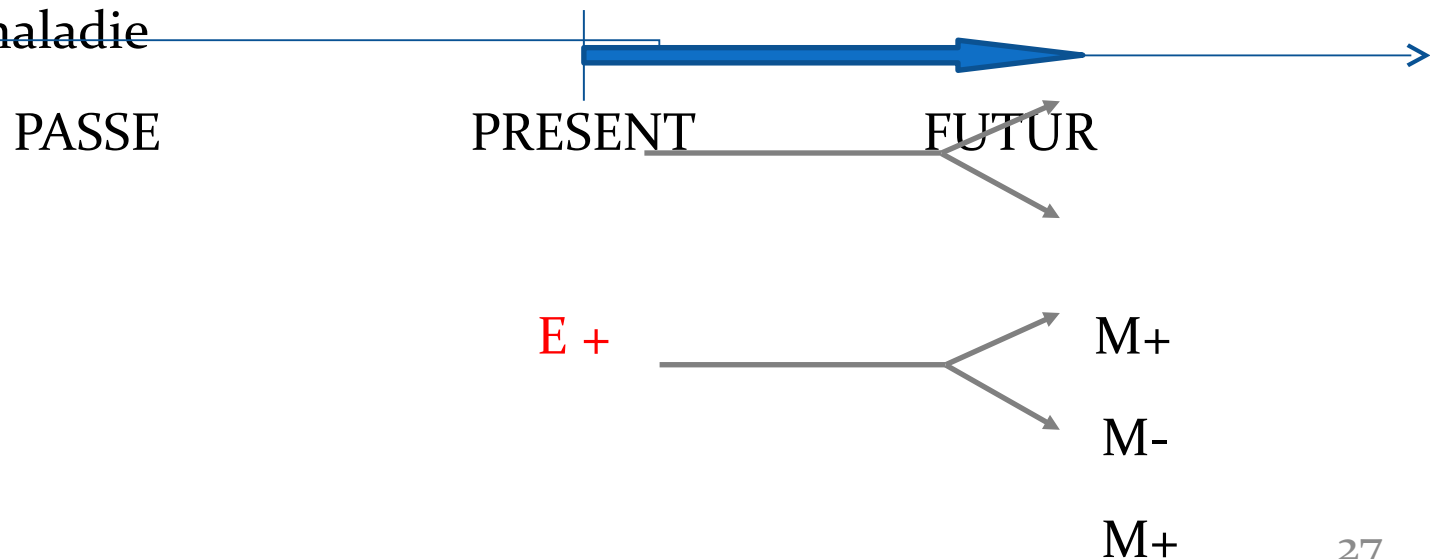 maladie
PASSE PRESENT FUTUR
E + M+
M-
M+
27